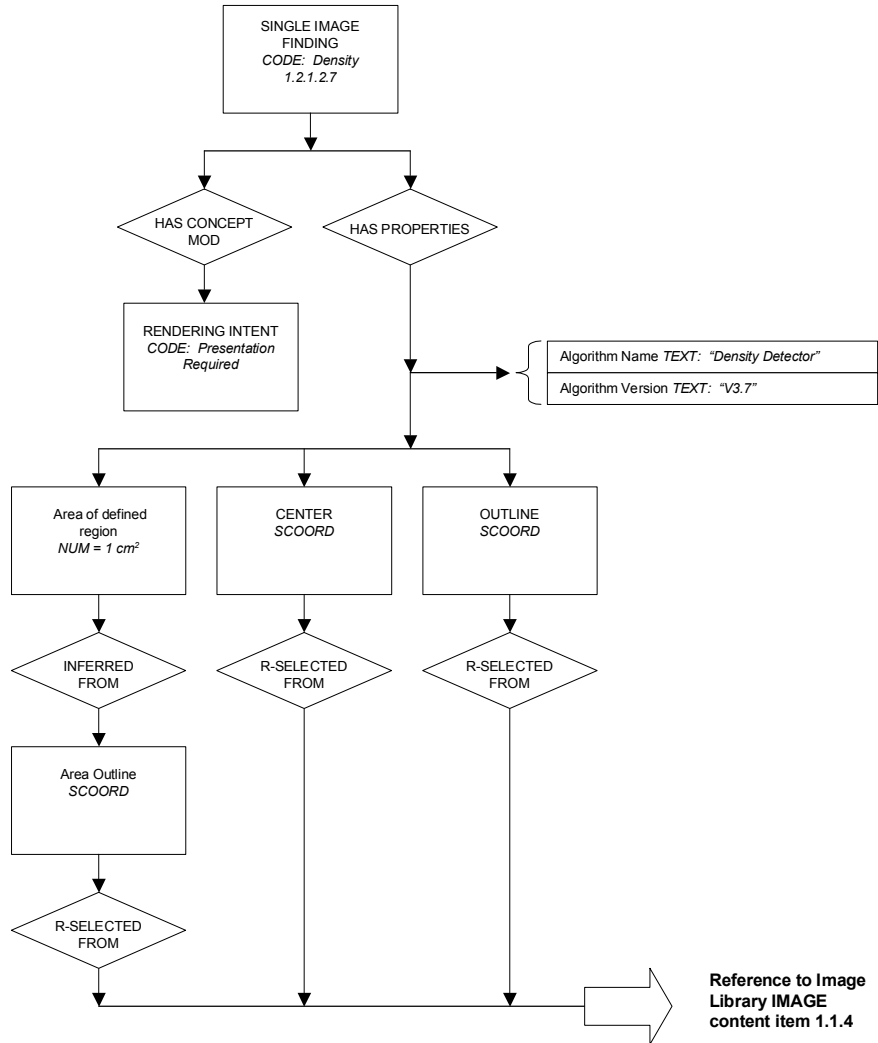 SINGLE IMAGE
FINDING
CODE: Density
1.2.1.2.7
HAS CONCEPT
MOD
HAS PROPERTIES
RENDERING INTENT
CODE: Presentation
Required
Algorithm Name TEXT: “Density Detector”
Algorithm Version TEXT: “V3.7”
Area of defined
region
NUM = 1 cm²
CENTER
SCOORD
OUTLINE
SCOORD
INFERRED
FROM
R-SELECTED
FROM
R-SELECTED
FROM
Area Outline
SCOORD
R-SELECTED
FROM
Reference to Image
Library IMAGE
content item 1.1.4